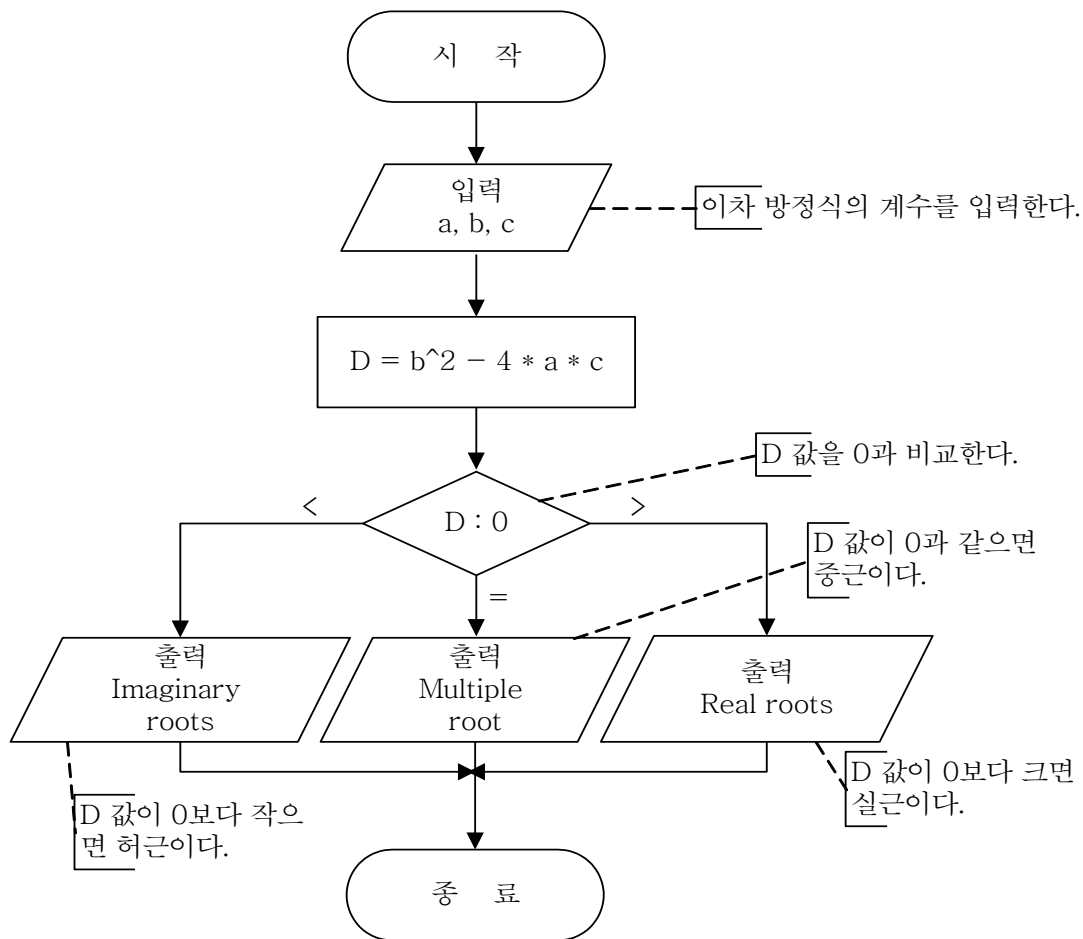 시 작
입력
a, b, c
이차 방정식의 계수를 입력한다.
D = b^2 - 4 * a * c
D 값을 0과 비교한다.
<
D : 0
>
D 값이 0과 같으면
중근이다.
=
출력
Imaginary
roots
출력
Multiple
root
출력
Real roots
D 값이 0보다 작으
면 허근이다.
D 값이 0보다 크면
실근이다.
종 료